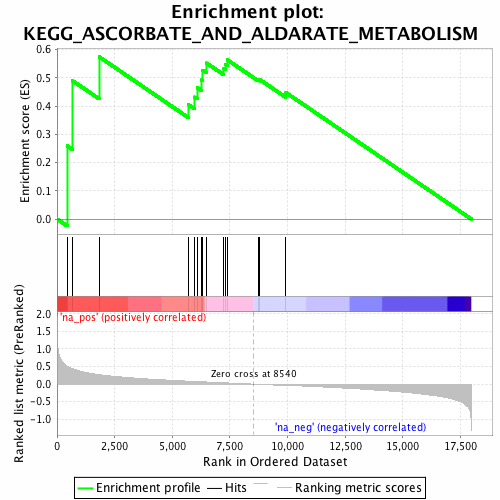 Enrichment plot:
KEGG_ASCORBATE_AND_ALDARATE_METABOLISM
Enrichment score (ES)
0.6
0.5
0.4
0.3
0.2
0.1
0.0
'na_pos' (positively correlated)
Ranked list metric (PreRanked)
2.0
1.5
1.0
0.5
0.0
-0.5
-1.0
Zero cross at 8540
'na_neg' (negatively correlated)
0 2,500 5,000 7,500 10,000 12,500 15,000 17,500
Rank in Ordered Dataset
Enrichment profile Hits Ranking metric scores